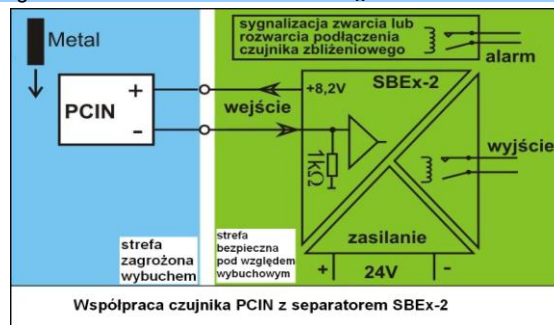 Metal
sygnalizacja zwarcia lub
rozwarcia podłączenia
czujnika zbliżeniowego
alarm
PCIN
+
-
wejście
+8,2V
SBEx-2
1kΩ
wyjście
zasilanie
+ 24V -
strefa
zagrożona
wybuchem
strefa
bezpieczna
pod względem
wybuchowym
Współpraca czujnika PCIN z separatorem SBEx-2